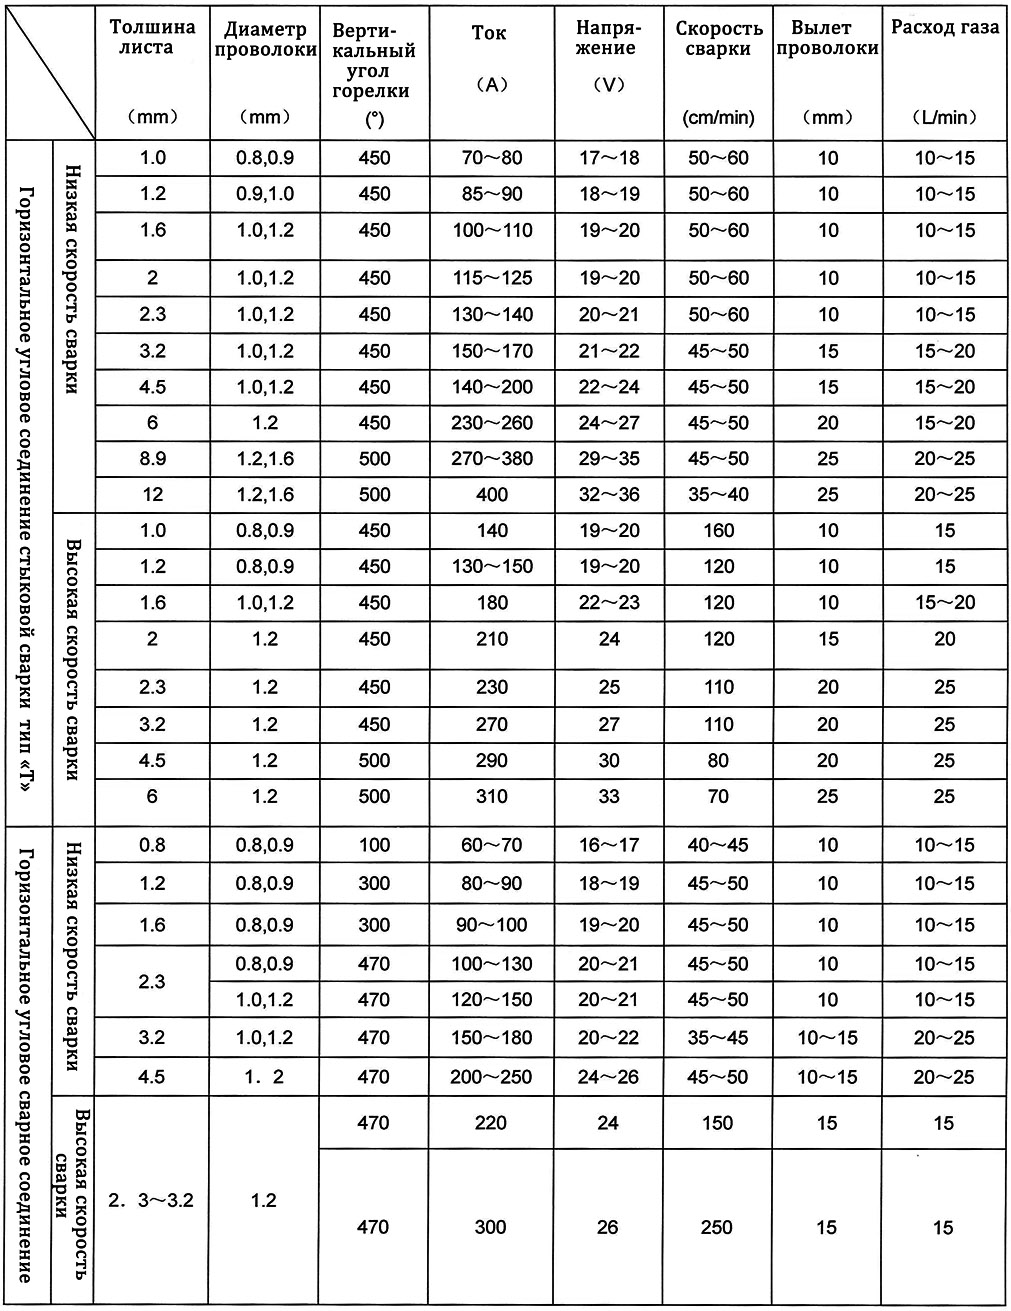 Толшина листа （mm） Диаметр проволоки （mm） Верти-кальный угол горелки (°) Ток （A） Напря-жение （V） Скорость сварки (cm/min) Вылет проволоки （mm） Расход газа （L/min）
Горизонтальное угловое соединение стыковой сварки тип «Т»
Низкая скорость сварки
1.0 0.8,0.9 450 70～80 17～18 50～60 10 10～15
1.2 0.9,1.0 450 85～90 18～19 50～60 10 10～15
1.6 1.0,1.2 450 100～110 19～20 50～60 10 10～15
2 1.0,1.2 450 115～125 19～20 50～60 10 10～15
2.3 1.0,1.2 450 130～140 20～21 50～60 10 10～15
3.2 1.0,1.2 450 150～170 21～22 45～50 15 15～20
4.5 1.0,1.2 450 140～200 22～24 45～50 15 15～20
6 1.2 450 230～260 24～27 45～50 20 15～20
8.9 1.2,1.6 500 270～380 29～35 45～50 25 20～25
12 1.2,1.6 500 400 32～36 35～40 25 20～25
Высокая скорость сварки
1.0 0.8,0.9 450 140 19～20 160 10 15
1.2 0.8,0.9 450 130～150 19～20 120 10 15
1.6 1.0,1.2 450 180 22～23 120 10 15～20
2 1.2 450 210 24 120 15 20
2.3 1.2 450 230 25 110 20 25
3.2 1.2 450 270 27 110 20 25
4.5 1.2 500 290 30 80 20 25
6 1.2 500 310 33 70 25 25
Горизонтальное угловое сварное соединение
Низкая скорость сварки
0.8 0.8,0.9 100 60～70 16～17 40～45 10 10～15
1.2 0.8,0.9 300 80～90 18～19 45～50 10 10～15
1.6 0.8,0.9 300 90～100 19～20 45～50 10 10～15
2.3 0.8,0.9 470 100～130 20～21 45～50 10 10～15
1.0,1.2 470 120～150 20～21 45～50 10 10～15
3.2 1.0,1.2 470 150～180 20～22 35～45 10～15 20～25
4.5 1. 2 470 200～250 24～26 45～50 10～15 20～25
Высокая скорость сварки
2. 3～3.2 1.2 470 220 24 150 15 15
470 300 26 250 15 15